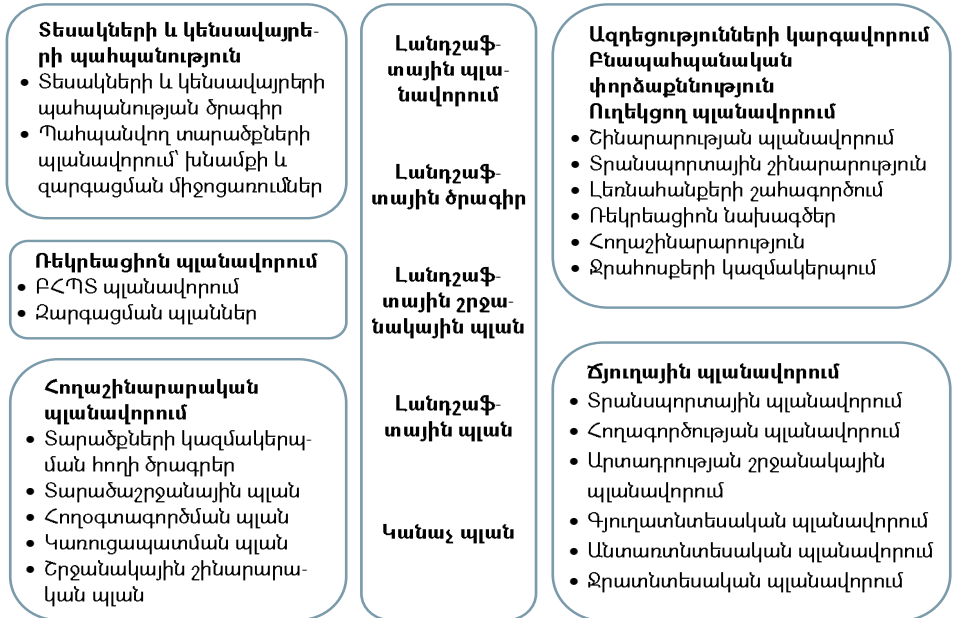 Տեսակների և կենսավայրե-
րի պահպանություն
• Տեսակների և կենսավայրերի
պահպանության ծրագիր
• Պահպանվող տարածքների
պլանավորում՝ խնամքի և
զարգացման միջոցառումներ
Ռեկրեացիոն պլանավորում
• ԲՀՊՏ պլանավորում
• Զարգացման պլաններ
Հողաշինարարական
պլանավորում
• Տարածքների կազմակերպ-
ման հողի ծրագրեր
• Տարածաշրջանային պլան
• Հողօգտագործման պլան
• Կառուցապատման պլան
• Շրջանակային շինարարա-
կան պլան
Լանդշաֆ-
տային պլա-
նավորում
Լանդշաֆ-
տային ծրագիր
Լանդշաֆ-
տային շրջա-
նակային պլան
Լանդշաֆ-
տային պլան
Կանաչ պլան
Ազդեցությունների կարգավորում
Բնապահպանական
փորձաքննություն
Ուղեկցող պլանավորում
• Շինարարության պլանավորում
• Տրանսպորտային շինարարություն
• Լեռնահանքերի շահագործում
• Ռեկրեացիոն նախագծեր
• Հողաշինարարություն
• Ջրահոսքերի կազմակերպում
Ճյուղային պլանավորում
• Տրանսպորտային պլանավորում
• Հողագործության պլանավորում
• Արտադրության շրջանակային
պլանավորում
• Գյուղատնտեսական պլանավորում
• Անտառտնտեսական պլանավորում
• Ջրատնտեսական պլանավորում